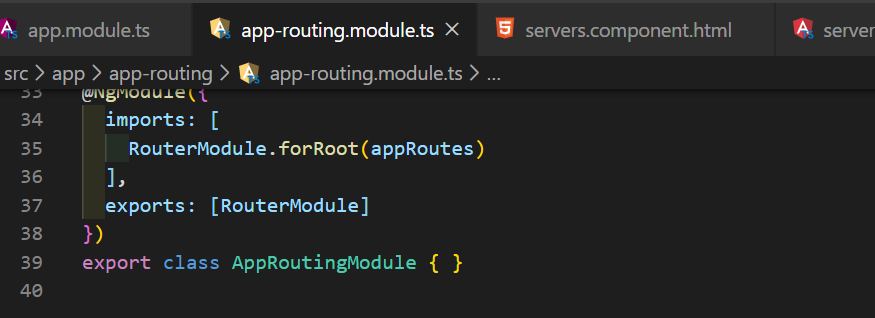 app.module.ts app-routing.module.ts servers.component.html server
src > app > app-routing > app-routing.module.ts > ...
33 @NgModule({
34 imports: [
35 RouterModule.forRoot(appRoutes)
36 ],
37 exports: [RouterModule]
38 })
39 export class AppRoutingModule { }
40